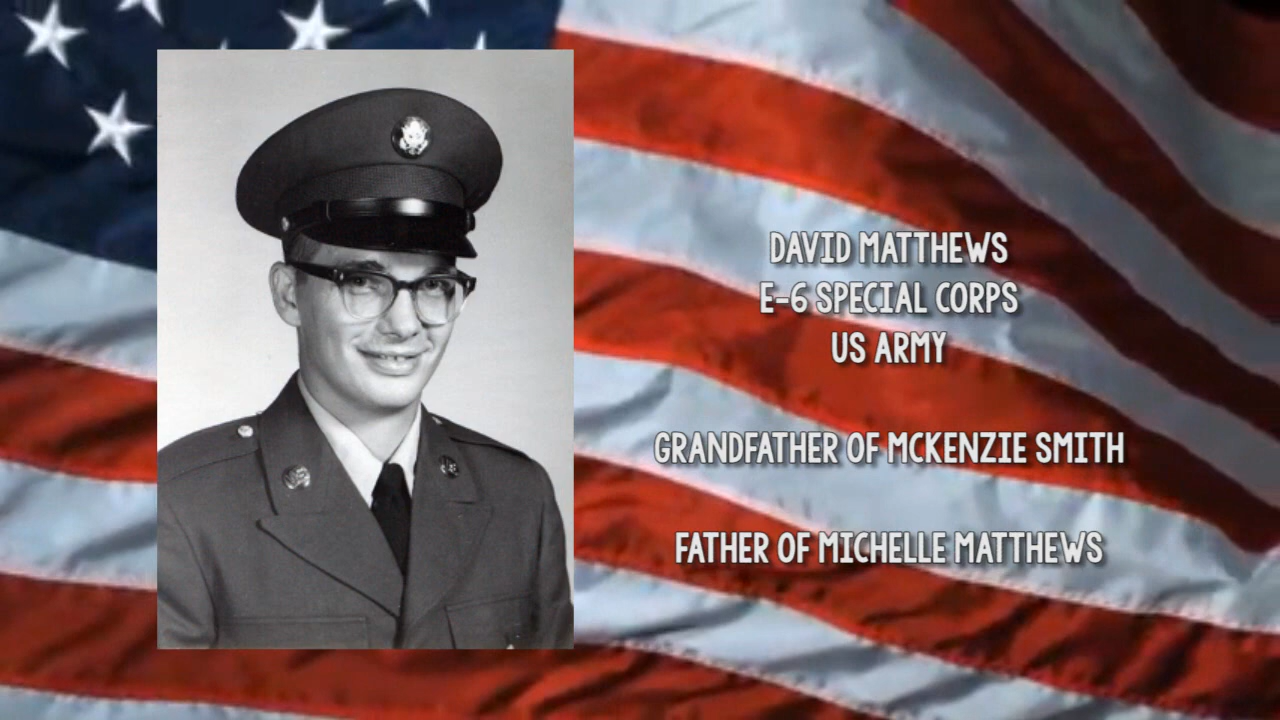 DAVID MATTHEWS
E-6 SPECIAL CORPS
US ARMY
GRANDFATHER OF MCKENZIE SMITH
FATHER OF MICHELLE MATTHEWS